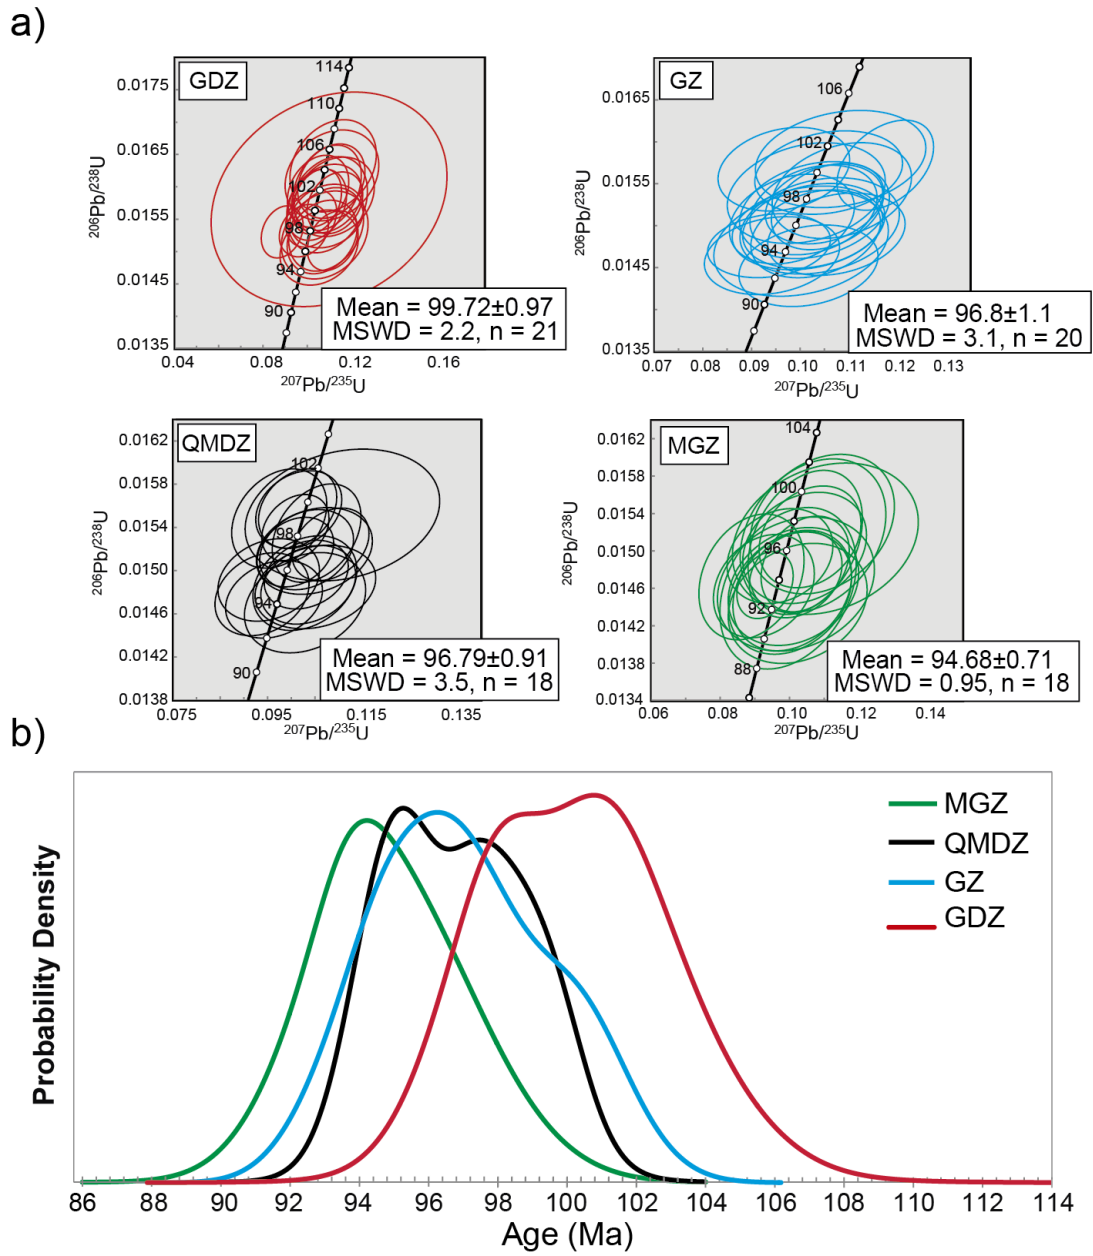 a)
GDZ
0.0175
0.0165
0.0155
0.0145
0.0135
206Pb/238U
114
110
106
102
98
94
90
Mean = 99.72±0.97
MSWD = 2.2, n = 21
0.04
0.08
0.12
0.16
207Pb/235U
GZ
0.0165
0.0155
0.0145
0.0135
206Pb/238U
106
102
98
94
90
Mean = 96.8±1.1
MSWD = 3.1, n = 20
0.07
0.09
0.09
0.10
0.11
0.12
0.13
207Pb/235U
QMDZ
0.0162
0.0158
0.0154
0.0150
0.0146
0.0142
0.0138
206Pb/238U
102
98
94
90
Mean = 96.79±0.91
MSWD = 3.5, n = 18
0.075
0.095
0.115
0.135
207Pb/235U
MGZ
0.0162
0.0158
0.0154
0.0150
0.0146
0.0142
0.0138
0.0134
206Pb/238U
104
100
96
92
88
Mean = 94.68±0.71
MSWD = 0.95, n = 18
0.06
0.08
0.10
0.12
0.14
207Pb/235U
b)
Probability Density
MGZ
QMDZ
GZ
GDZ
86 88 90 92 94 96 98 100 102 104 106 108 110 112 114
Age (Ma)